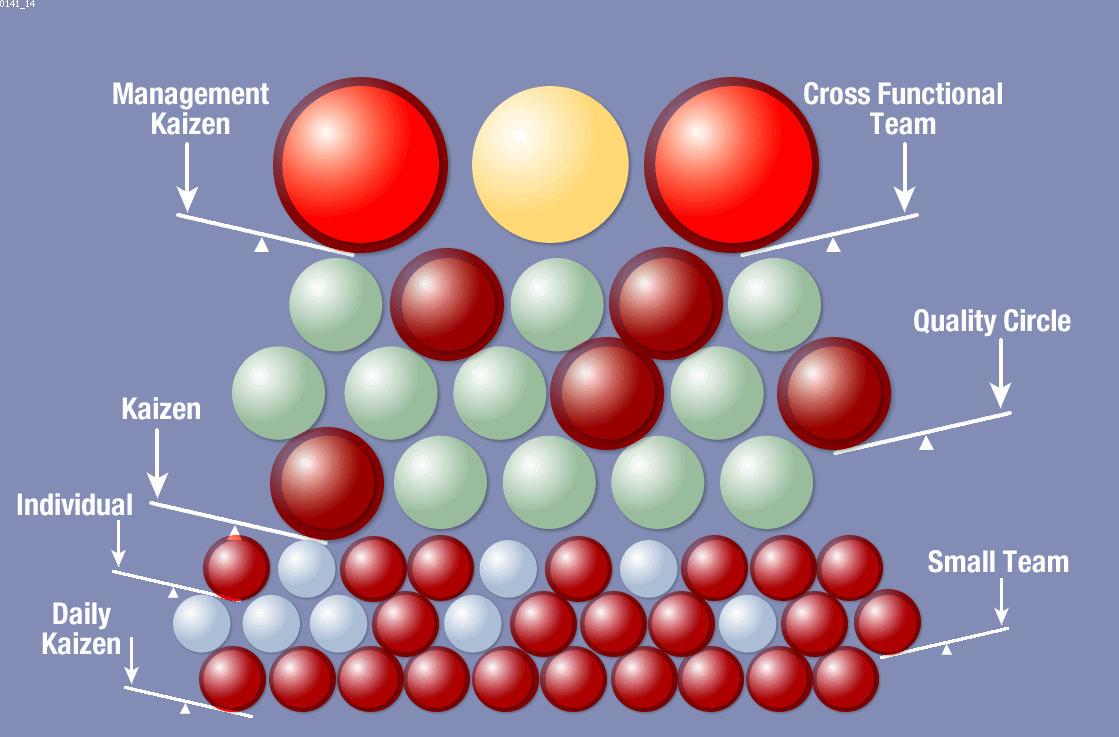 0141_14
Management
Kaizen
Cross Functional
Team
Quality Circle
Kaizen
Individual
Small Team
Daily
Kaizen